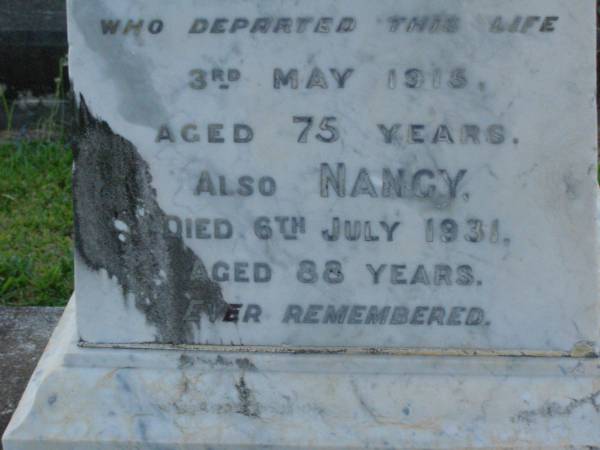 WHO DEPARTED THIS LIFE
3RD MAY 1915,
AGED 75 YEARS.
ALSO NANCY,
DIED 6TH JULY 1931,
AGED 88 YEARS.
EVER REMEMBERED.